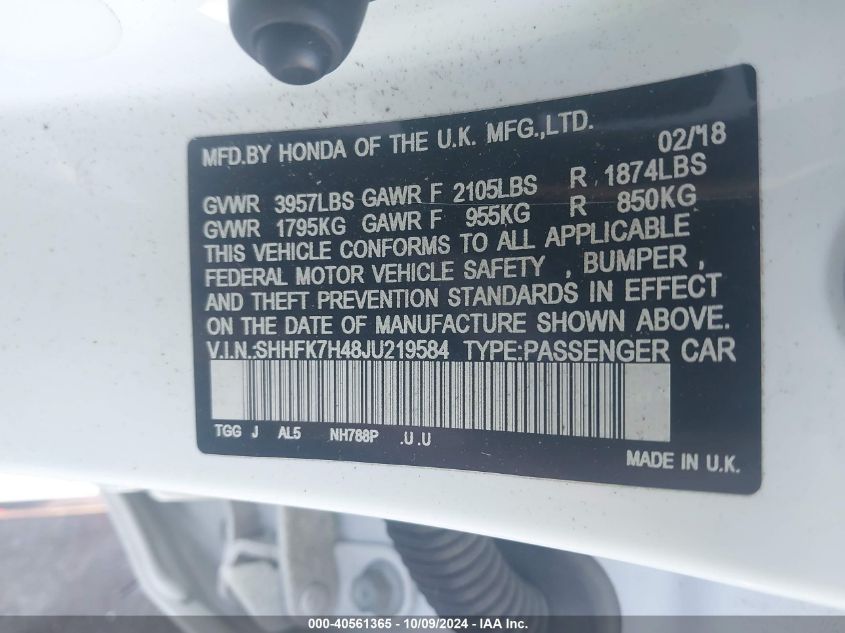 MFD.BY HONDA OF THE U.K. MFG.,LTD. 02/18
GVWR 3957LBS GAWR F 2105LBS R 1874LBS
GVWR 1795KG GAWR F 955KG R 850KG
THIS VEHICLE CONFORMS TO ALL APPLICABLE
FEDERAL MOTOR VEHICLE SAFETY , BUMPER ,
AND THEFT PREVENTION STANDARDS IN EFFECT
ON THE DATE OF MANUFACTURE SHOWN ABOVE.
V.I.N.:SHHFK7H48JU219584 TYPE:PASSENGER CAR
TGG J AL5 NH788P .U .U
MADE IN U.K.
000-40561365 - 10/09/2024 - IAA Inc.